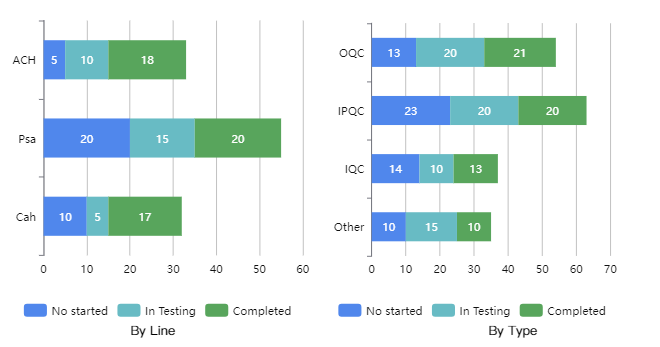 ACH 5 10 18
Psa 20 15 20
Cah 10 5 17
0 10 20 30 40 50 60
No started In Testing Completed
By Line
OQC 13 20 21
IPQC 23 20 20
IQC 14 10 13
Other 10 15 10
0 10 20 30 40 50 60 70
No started In Testing Completed
By Type